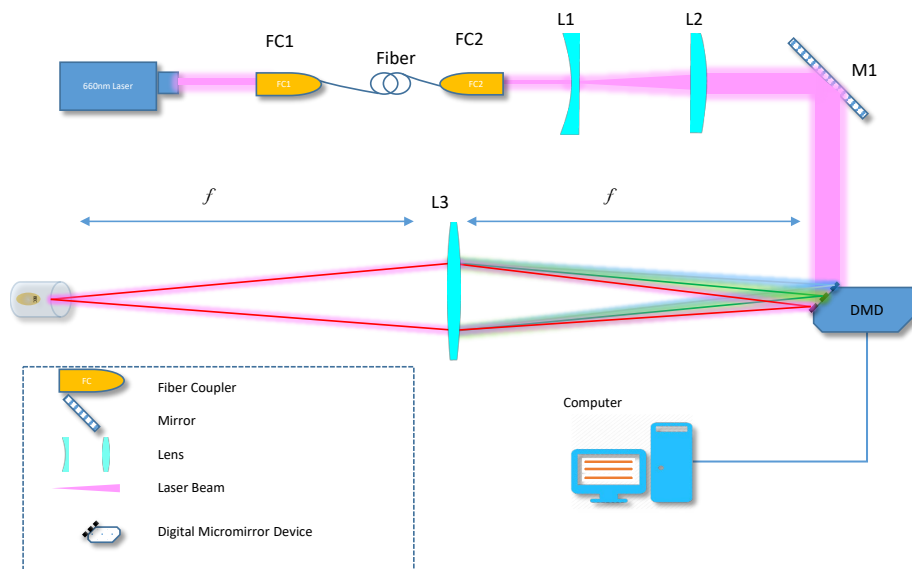 FC1
FC2
L1
L2
Fiber
M1
660nm Laser
FC1
FC2
f
L3
f
DMD
FC
Fiber Coupler
Mirror
Lens
Laser Beam
Digital Micromirror Device
Computer